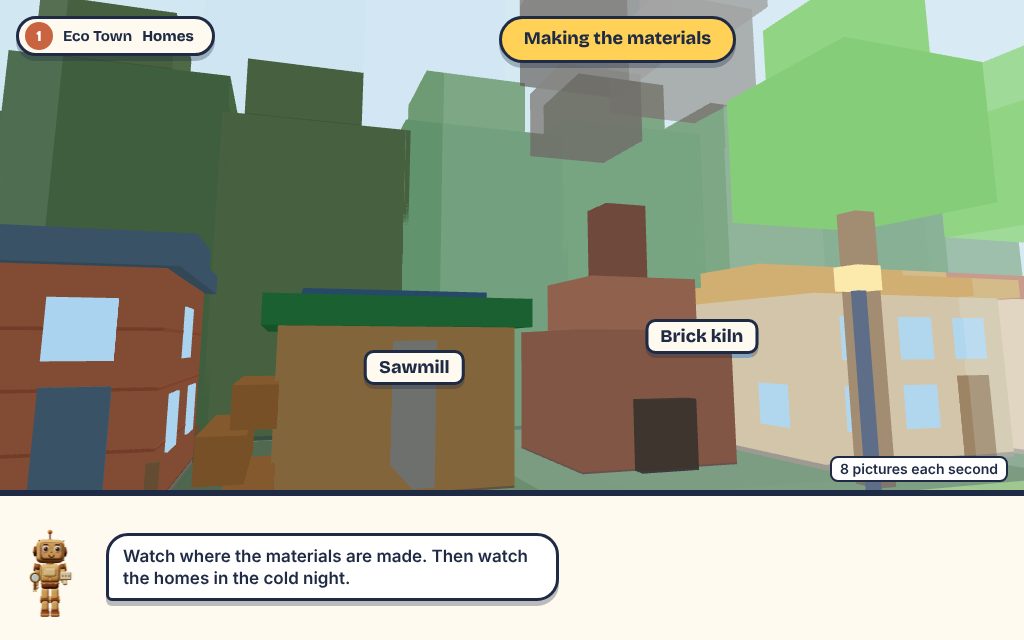 1 Eco Town Homes
Making the materials
Sawmill
Brick kiln
8 pictures each second
Watch where the materials are made. Then watch
the homes in the cold night.